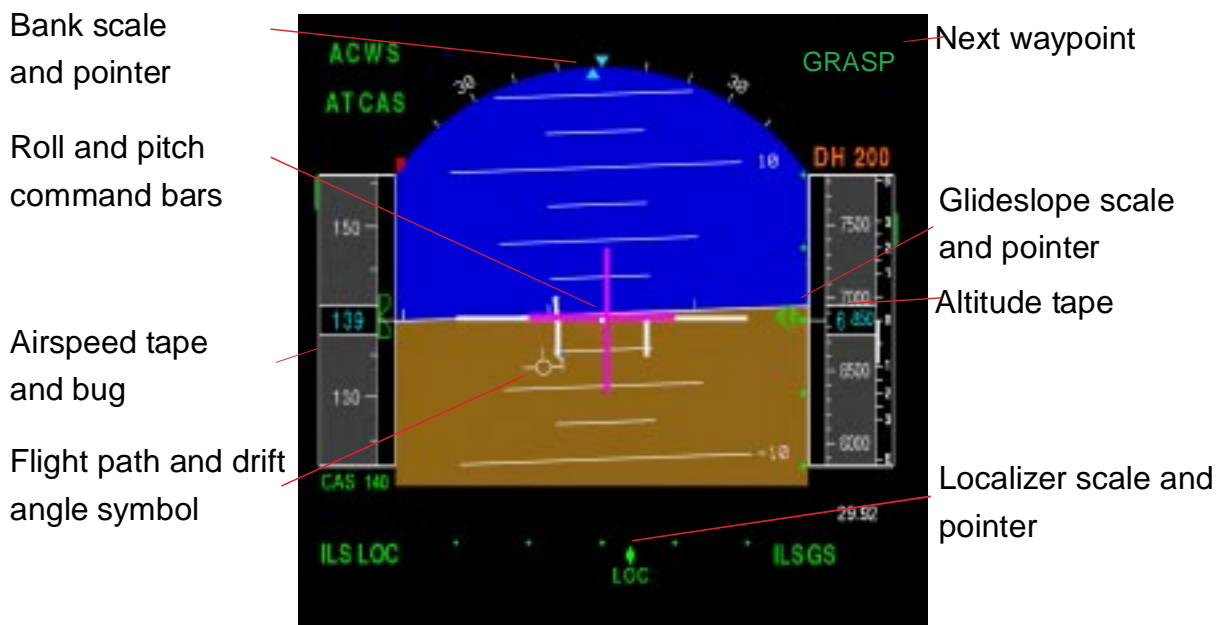 Bank scale
and pointer
Next waypoint
ACWS
GRASP
ATCAS
30
30
Roll and pitch
command bars
10
DH 200
Glideslope scale
and pointer
150
7500
7000
Altitude tape
139
6 850
Airspeed tape
and bug
6500
130
6000
Flight path and drift
angle symbol
-10
CAS 140
Localizer scale and
pointer
29.92
ILS LOC
ILS GS
LOC